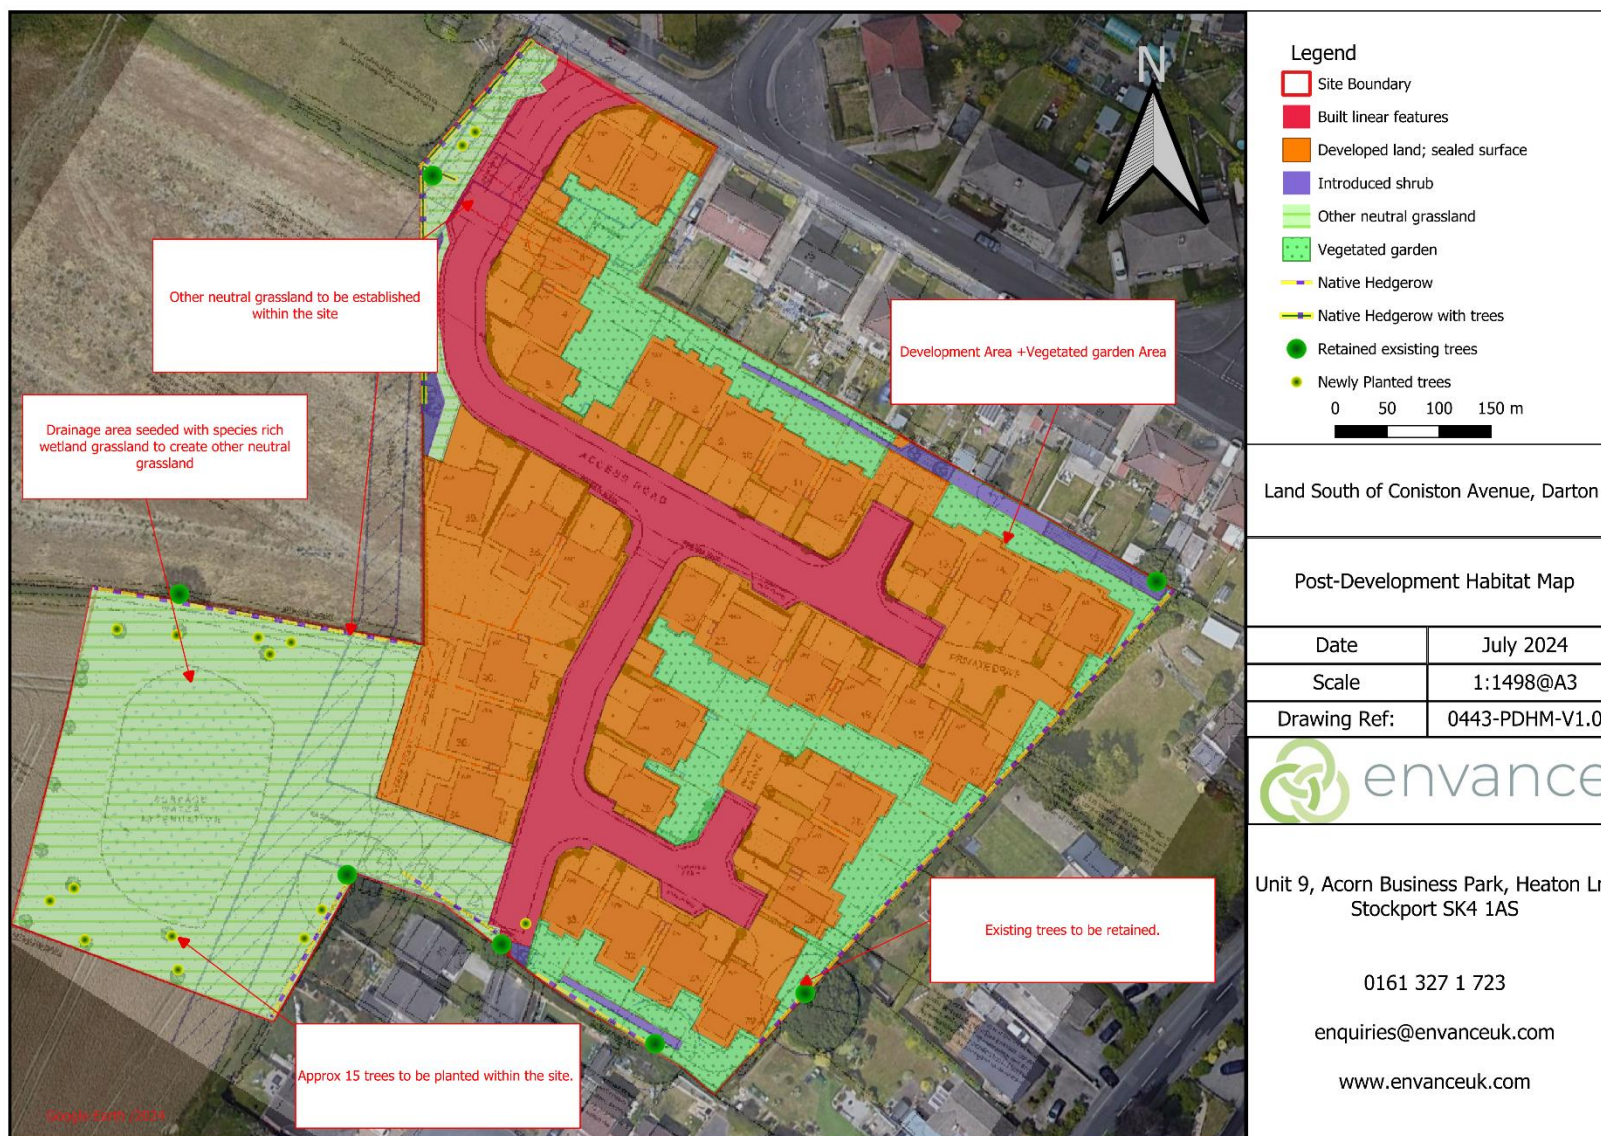 N
Other neutral grassland to be established
within the site
Drainage area seeded with species rich
wetland grassland to create other neutral
grassland
Development Area +Vegetated garden Area
ACCESS ROAD
PRIVATE DRIVE
SURFACE
WATER
ATTENUATION
Existing trees to be retained.
Approx 15 trees to be planted within the site.
Legend
Site Boundary
Built linear features
Developed land; sealed surface
Introduced shrub
Other neutral grassland
Vegetated garden
Native Hedgerow
Native Hedgerow with trees
Retained exsisting trees
Newly Planted trees
0 50 100 150 m
Land South of Coniston Avenue, Darton
Post-Development Habitat Map
Date July 2024
Scale 1:1498@A3
Drawing Ref: 0443-PDHM-V1.0
envance
Unit 9, Acorn Business Park, Heaton Ln
Stockport SK4 1AS
0161 327 1 723
enquiries@envanceuk.com
www.envanceuk.com